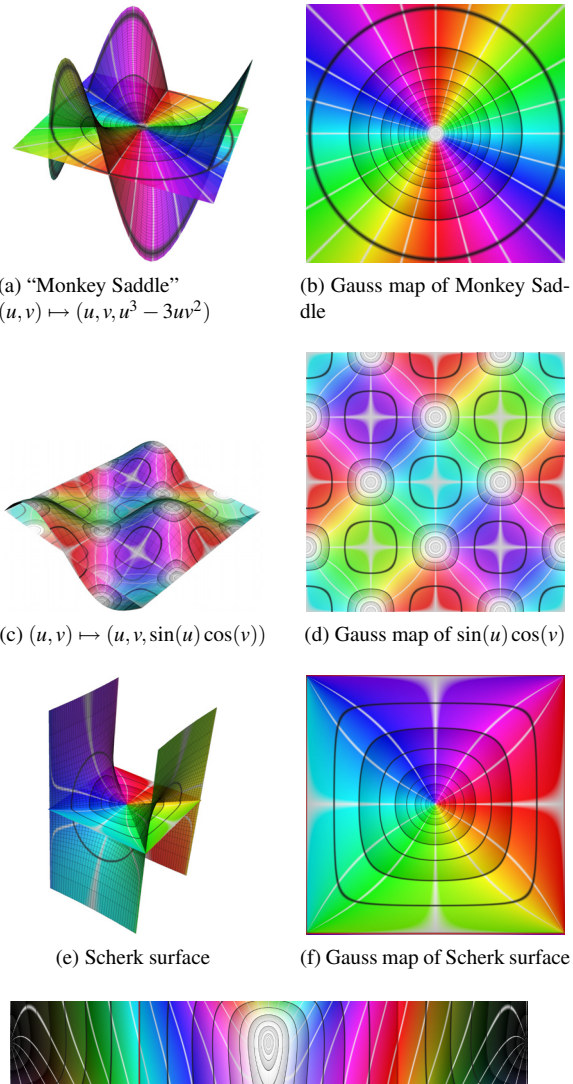 (a) “Monkey Saddle”
(u, v) ↦ (u, v, u³ − 3uv²)
(b) Gauss map of Monkey Sad-
dle
(c) (u, v) ↦ (u, v, sin(u) cos(v))
(d) Gauss map of sin(u) cos(v)
(e) Scherk surface
(f) Gauss map of Scherk surface